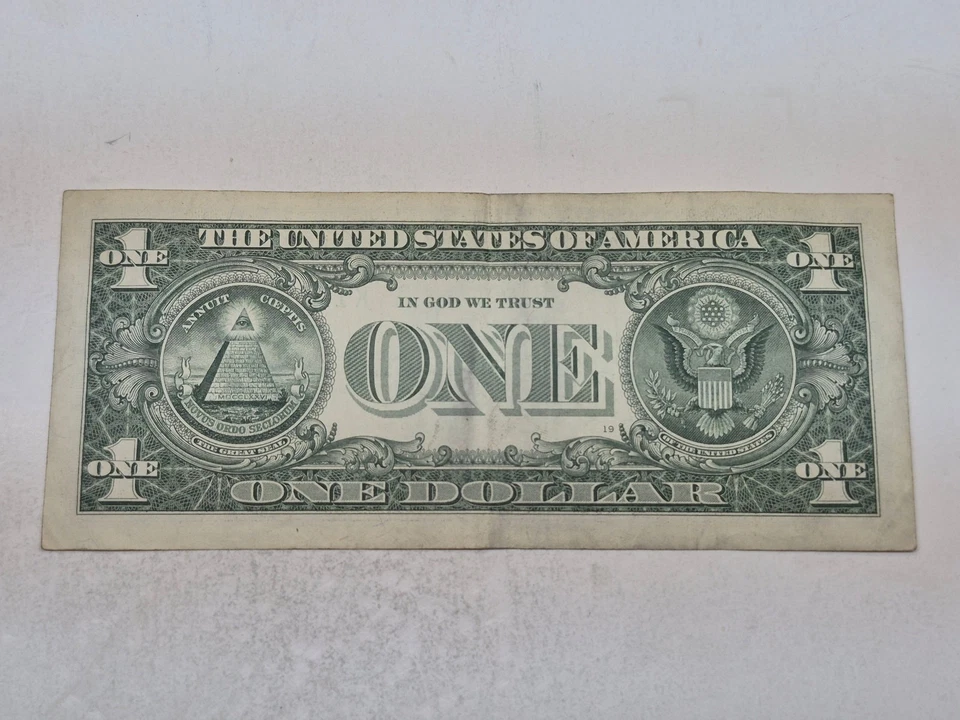 THE UNITED STATES OF AMERICA
1 ONE
1 ONE
IN GOD WE TRUST
ANNUIT CŒPTIS
ONE
MDCCLXXVI
NOVUS ORDO SECLORUM
19
THE GREAT SEAL
OF THE UNITED STATES
1 ONE
1 ONE
ONE DOLLAR